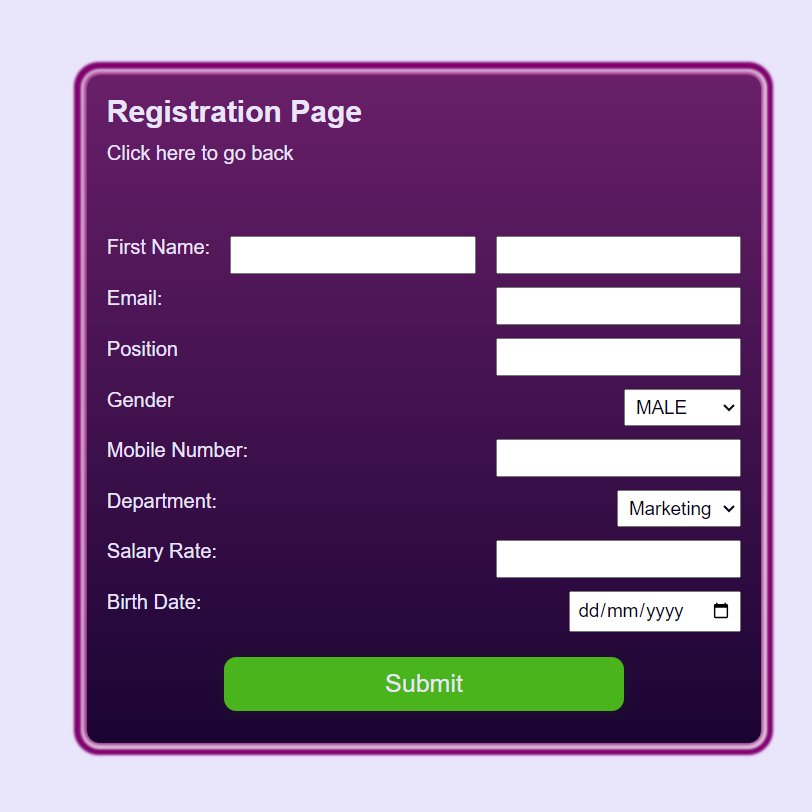 Registration Page
Click here to go back
First Name:
Email:
Position
Gender MALE
Mobile Number:
Department: Marketing
Salary Rate:
Birth Date: dd/mm/yyyy
Submit